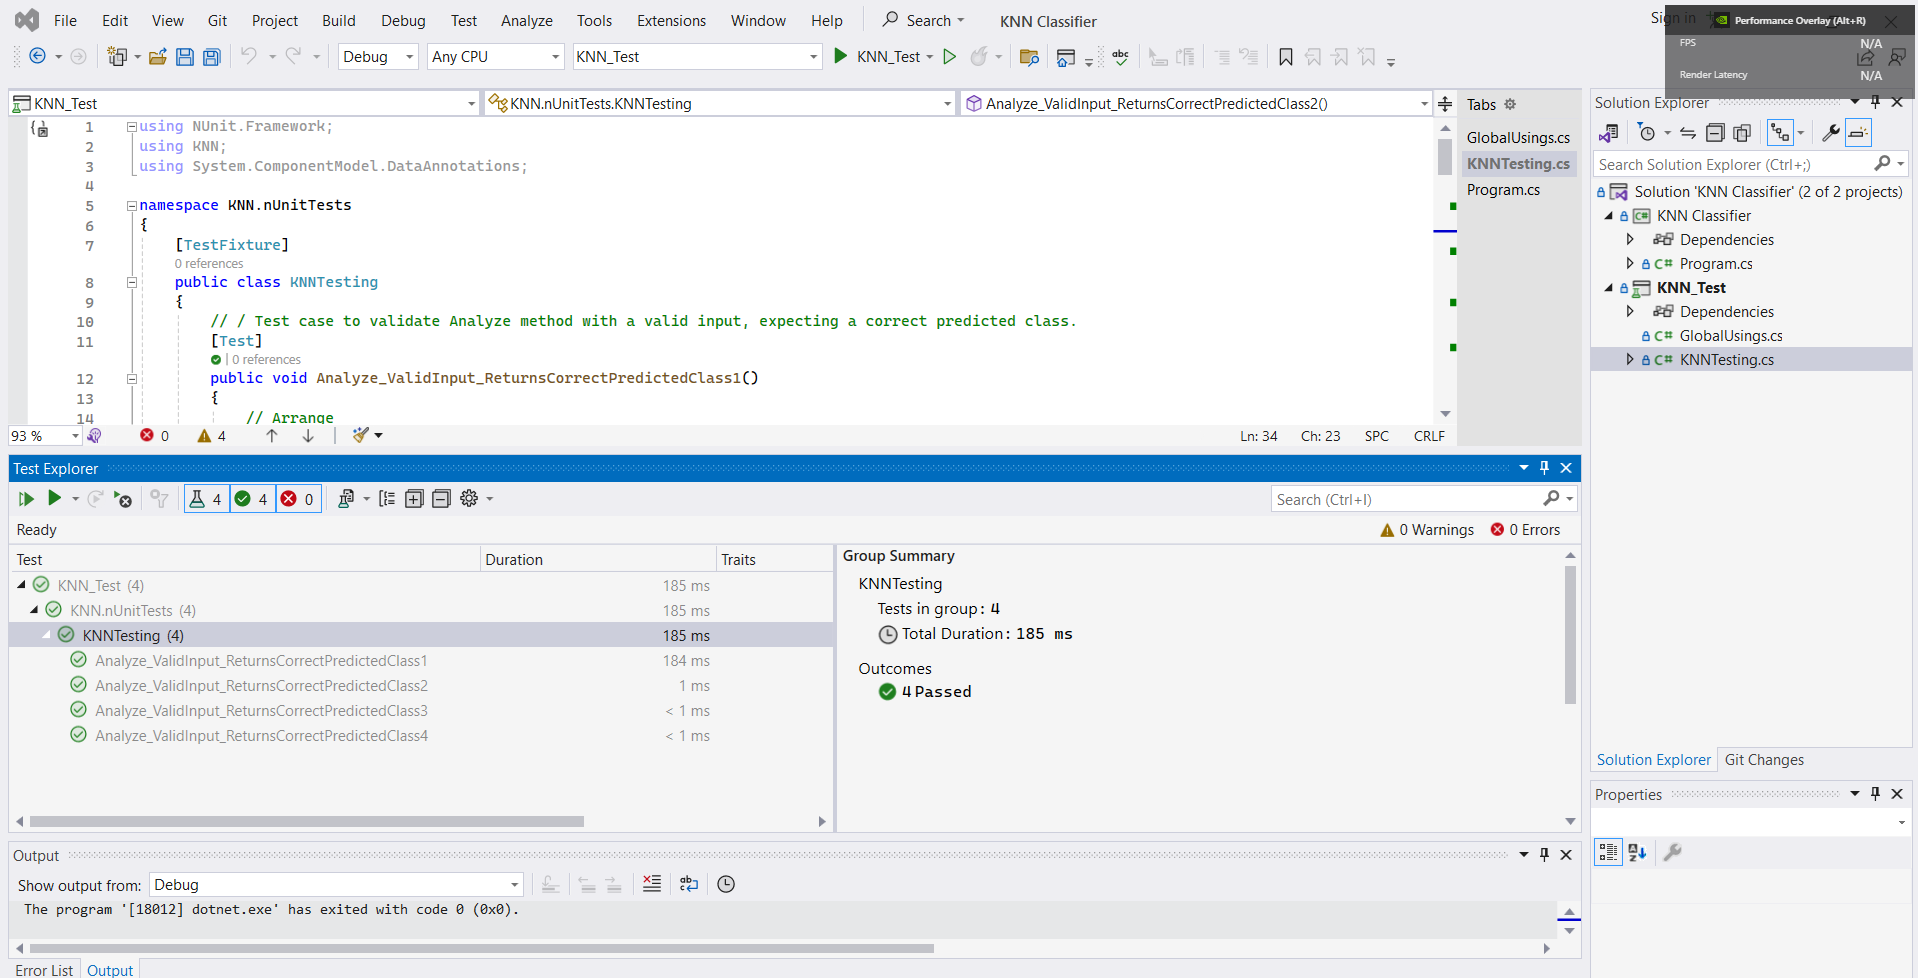 File Edit View Git Project Build Debug Test Analyze Tools Extensions Window Help Search KNN Classifier Sign in
Performance Overlay (Alt+R)
FPS N/A
Render Latency N/A
Debug Any CPU KNN_Test KNN_Test
KNN_Test KNN.nUnitTests.KNNTesting Analyze_ValidInput_ReturnsCorrectPredictedClass2()
1 using NUnit.Framework;
2 using KNN;
3 using System.ComponentModel.DataAnnotations;
4
5 namespace KNN.nUnitTests
6 {
7 [TestFixture]
0 references
8 public class KNNTesting
9 {
10 // / Test case to validate Analyze method with a valid input, expecting a correct predicted class.
11 [Test]
| 0 references
12 public void Analyze_ValidInput_ReturnsCorrectPredictedClass1()
13 {
14 // Arrange
93 % 0 4 Ln: 34 Ch: 23 SPC CRLF
Tabs
GlobalUsings.cs
KNNTesting.cs
Program.cs
Test Explorer
4 4 0 Search (Ctrl+I)
Ready 0 Warnings 0 Errors
Test Duration Traits
KNN_Test (4) 185 ms
KNN.nUnitTests (4) 185 ms
KNNTesting (4) 185 ms
Analyze_ValidInput_ReturnsCorrectPredictedClass1 184 ms
Analyze_ValidInput_ReturnsCorrectPredictedClass2 1 ms
Analyze_ValidInput_ReturnsCorrectPredictedClass3 < 1 ms
Analyze_ValidInput_ReturnsCorrectPredictedClass4 < 1 ms
Group Summary
KNNTesting
Tests in group: 4
Total Duration: 185 ms
Outcomes
4 Passed
Output
Show output from: Debug
The program '[18012] dotnet.exe' has exited with code 0 (0x0).
Error List Output
Solution Explorer
Search Solution Explorer (Ctrl+;)
Solution 'KNN Classifier' (2 of 2 projects)
KNN Classifier
Dependencies
C# Program.cs
KNN_Test
Dependencies
C# GlobalUsings.cs
C# KNNTesting.cs
Solution Explorer Git Changes
Properties